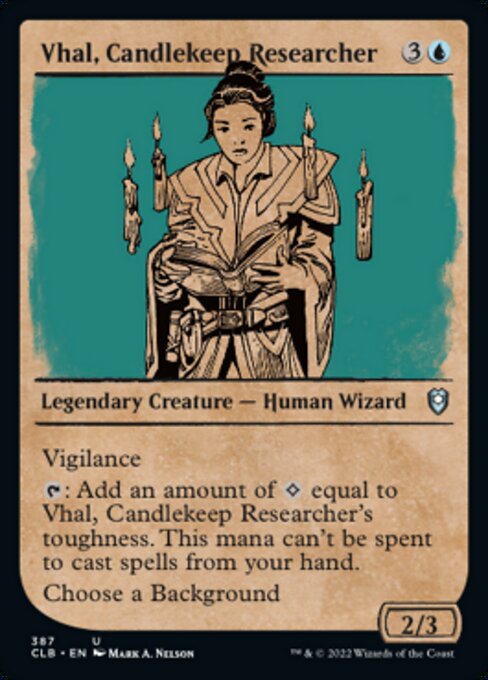 Vhal, Candlekeep Researcher 3
Legendary Creature — Human Wizard
Vigilance
: Add an amount of equal to
Vhal, Candlekeep Researcher's
toughness. This mana can't be spent
to cast spells from your hand.
Choose a Background
2/3
387 U
CLB • EN Mark A. Nelson
™ & © 2022 Wizards of the Coast